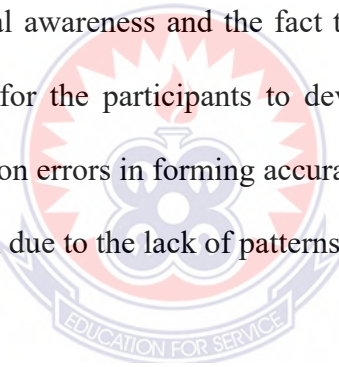 al awareness and the fact t
for the participants to dev
on errors in forming accura
due to the lack of patterns
EDUCATION FOR SERVICE